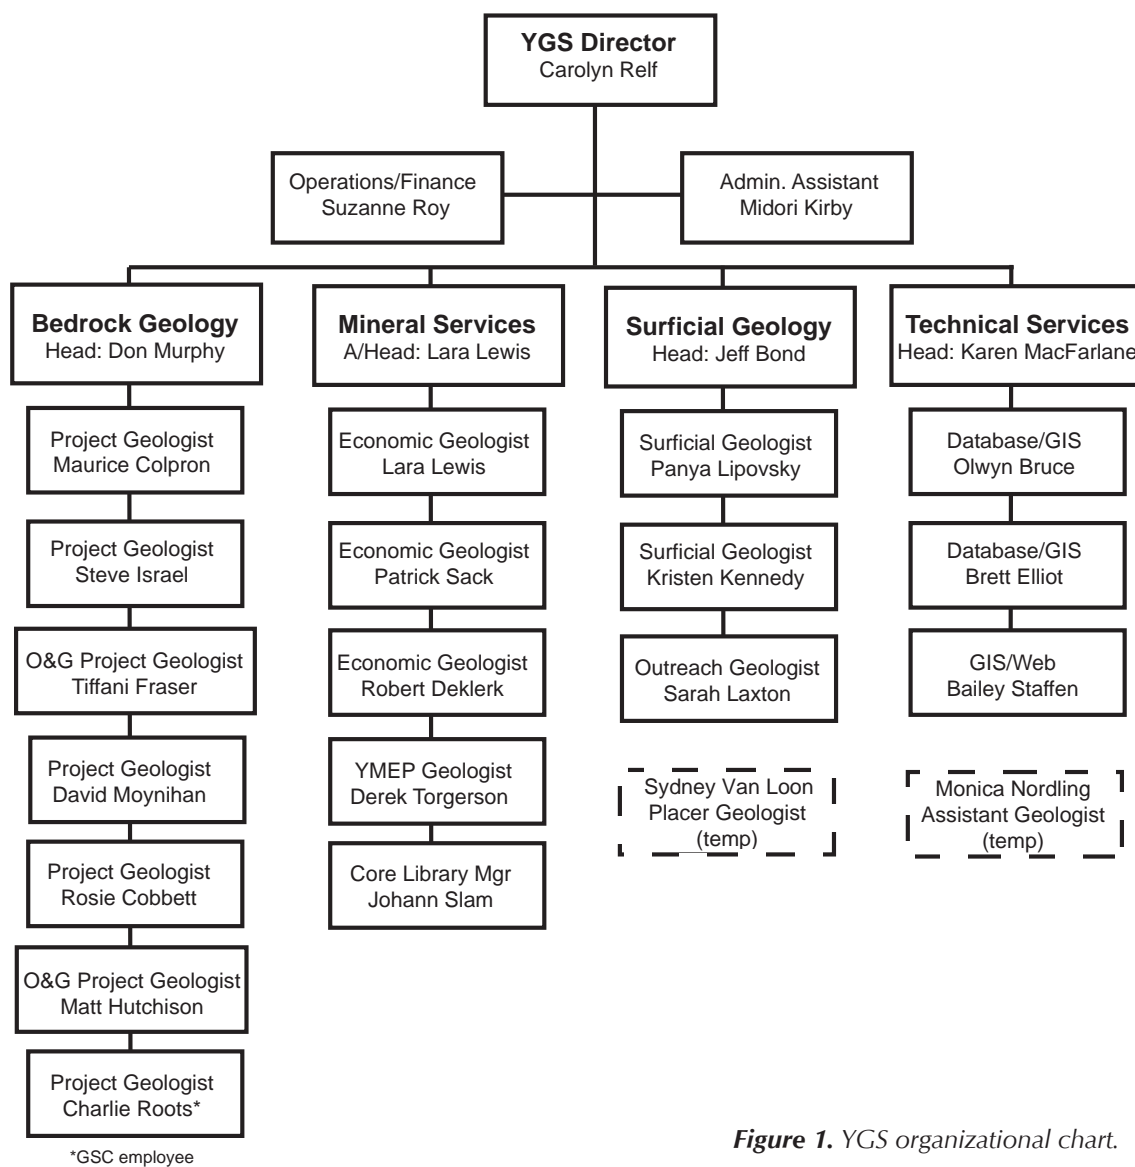 YGS Director
Carolyn Relf
Operations/Finance
Suzanne Roy
Admin. Assistant
Midori Kirby
Bedrock Geology
Head: Don Murphy
Project Geologist
Maurice Colpron
Project Geologist
Steve Israel
O&G Project Geologist
Tiffani Fraser
Project Geologist
David Moynihan
Project Geologist
Rosie Cobbett
O&G Project Geologist
Matt Hutchison
Project Geologist
Charlie Roots*
*GSC employee
Mineral Services
A/Head: Lara Lewis
Economic Geologist
Lara Lewis
Economic Geologist
Patrick Sack
Economic Geologist
Robert Deklerk
YMEP Geologist
Derek Torgerson
Core Library Mgr
Johann Slam
Surficial Geology
Head: Jeff Bond
Surficial Geologist
Panya Lipovsky
Surficial Geologist
Kristen Kennedy
Outreach Geologist
Sarah Laxton
Sydney Van Loon
Placer Geologist
(temp)
Technical Services
Head: Karen MacFarlane
Database/GIS
Olwyn Bruce
Database/GIS
Brett Elliot
GIS/Web
Bailey Staffen
Monica Nordling
Assistant Geologist
(temp)
Figure 1. YGS organizational chart.